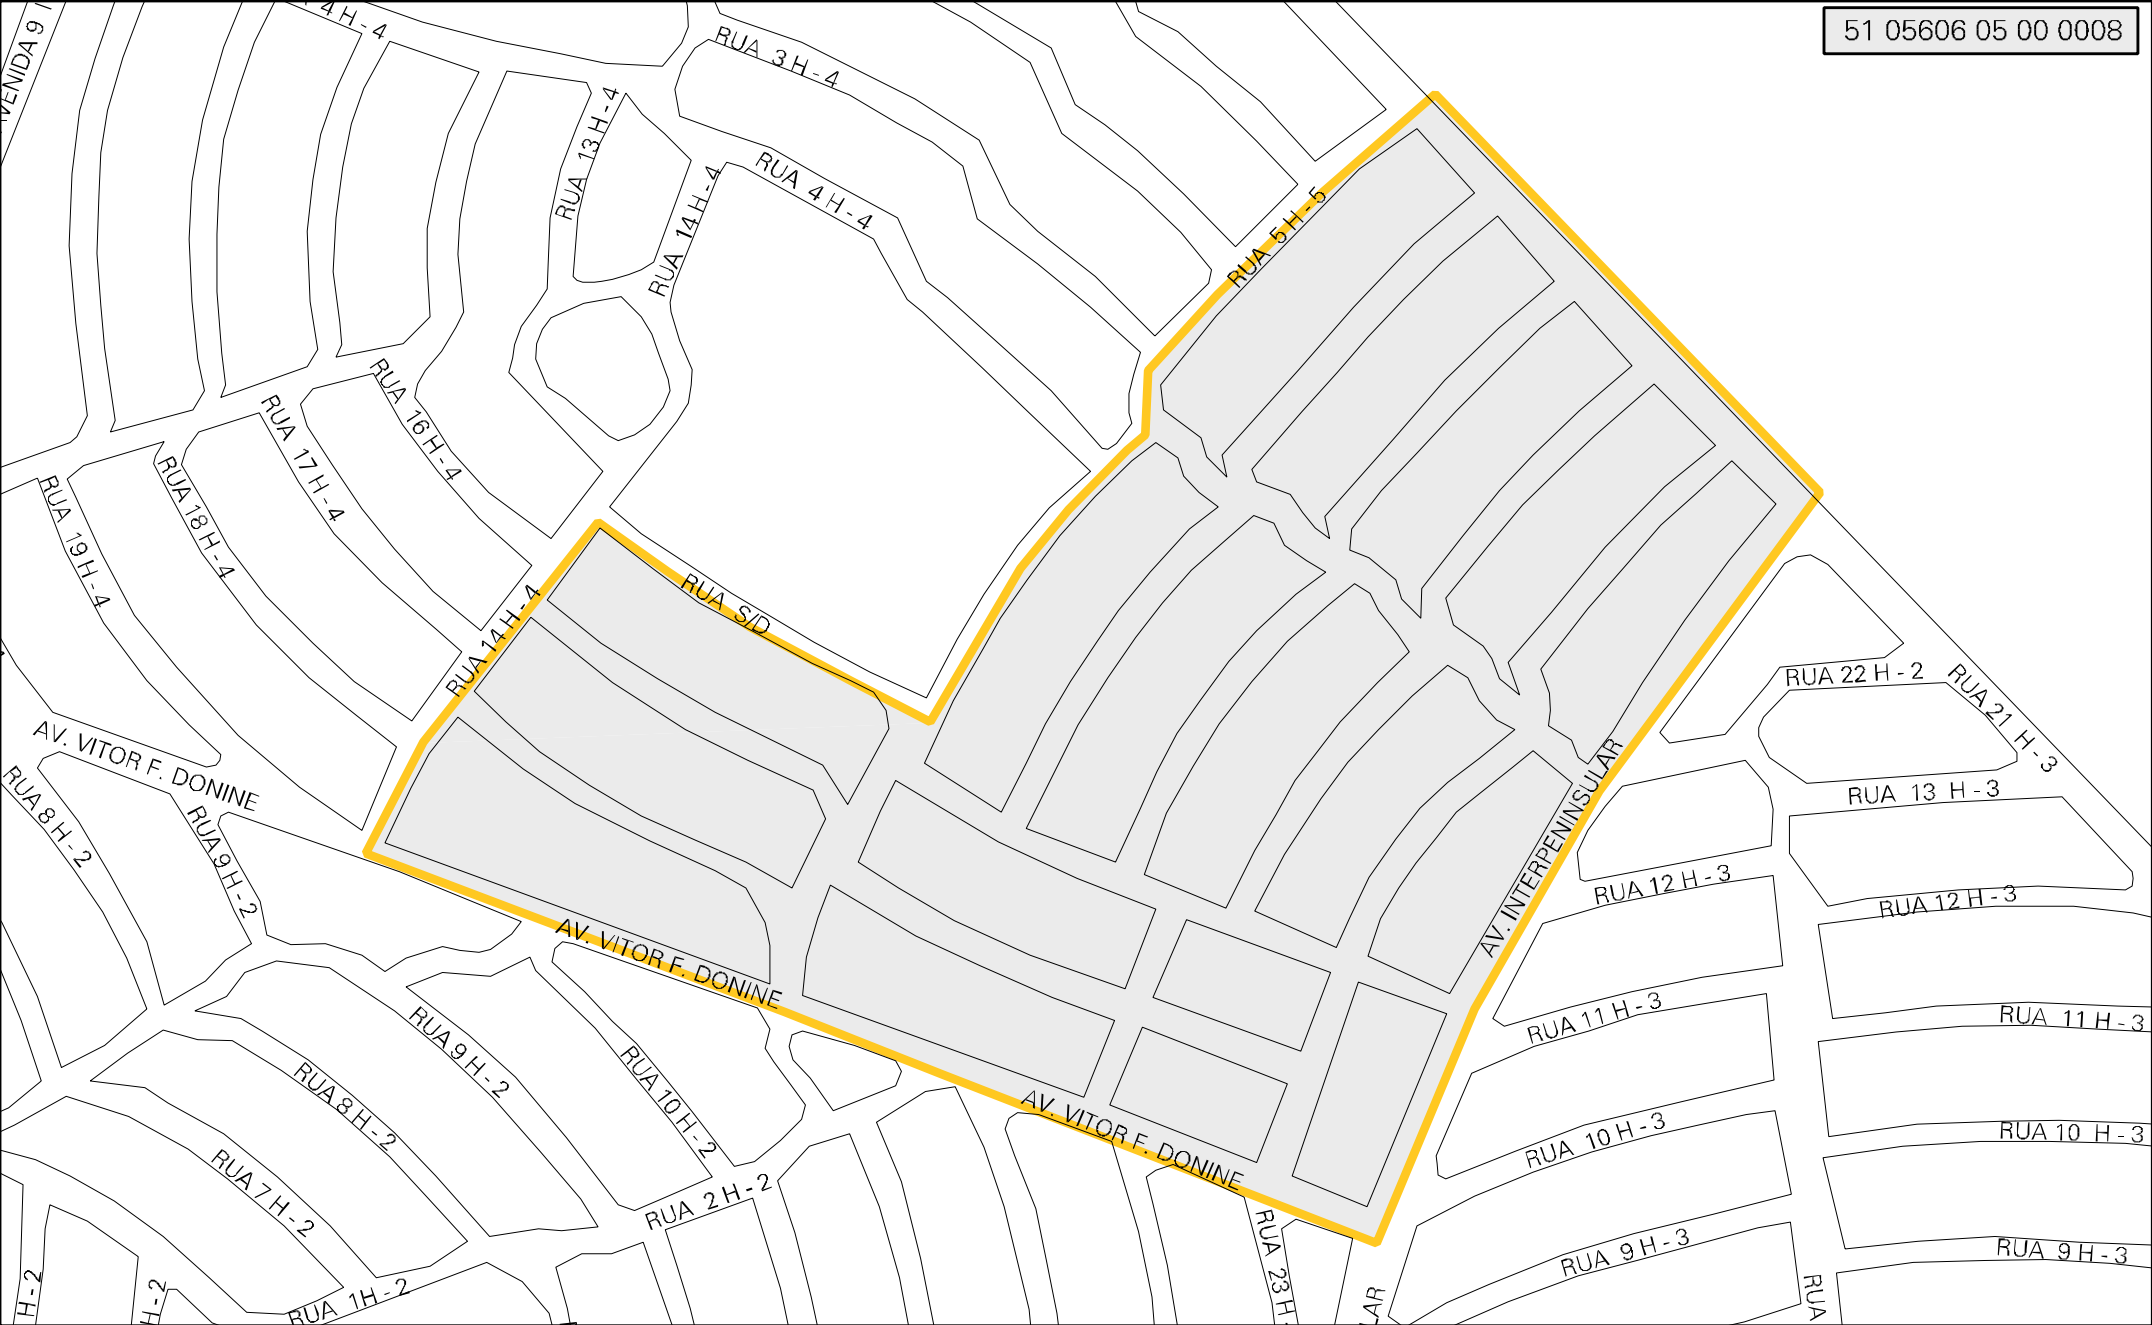 51 05606 05 00 0008
4 H - 4
RUA 3 H - 4
RUA 13 H - 4
RUA 4 H - 4
RUA 14 H - 4
RUA 5 H - 5
RUA 16 H - 4
RUA 17 H - 4
RUA 18 H - 4
RUA 19 H - 4
RUA 14 H - 4
RUA S/D
RUA 22 H - 2
RUA 21 H - 3
AV. VITOR F. DONINE
RUA 8 H - 2
RUA 9 H - 2
AV. INTERPENINSULAR
RUA 13 H - 3
RUA 12 H - 3
RUA 12 H - 3
AV. VITOR F. DONINE
RUA 11 H - 3
RUA 11 H - 3
RUA 9 H - 2
RUA 10 H - 2
RUA 8 H - 2
AV. VITOR F. DONINE
RUA 10 H - 3
RUA 10 H - 3
RUA 7 H - 2
RUA 2 H - 2
RUA 23 H -
RUA 9 H - 3
RUA 9 H - 3
H - 2
H - 2
RUA 1H - 2
LAR
RUA